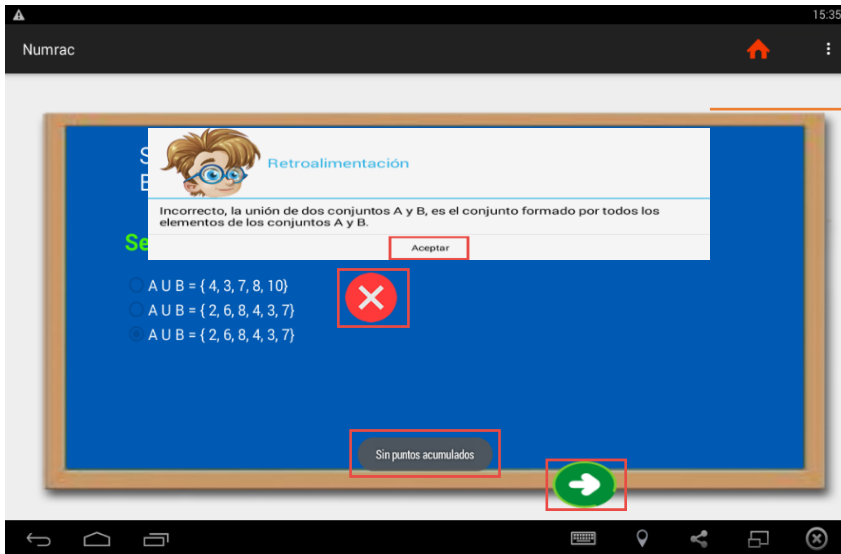 15:35
Numrac
Retroalimentación
Incorrecto, la unión de dos conjuntos A y B, es el conjunto formado por todos los
elementos de los conjuntos A y B.
Aceptar
A U B = { 4, 3, 7, 8, 10}
A U B = { 2, 6, 8, 4, 3, 7}
A U B = { 2, 6, 8, 4, 3, 7}
Sin puntos acumulados